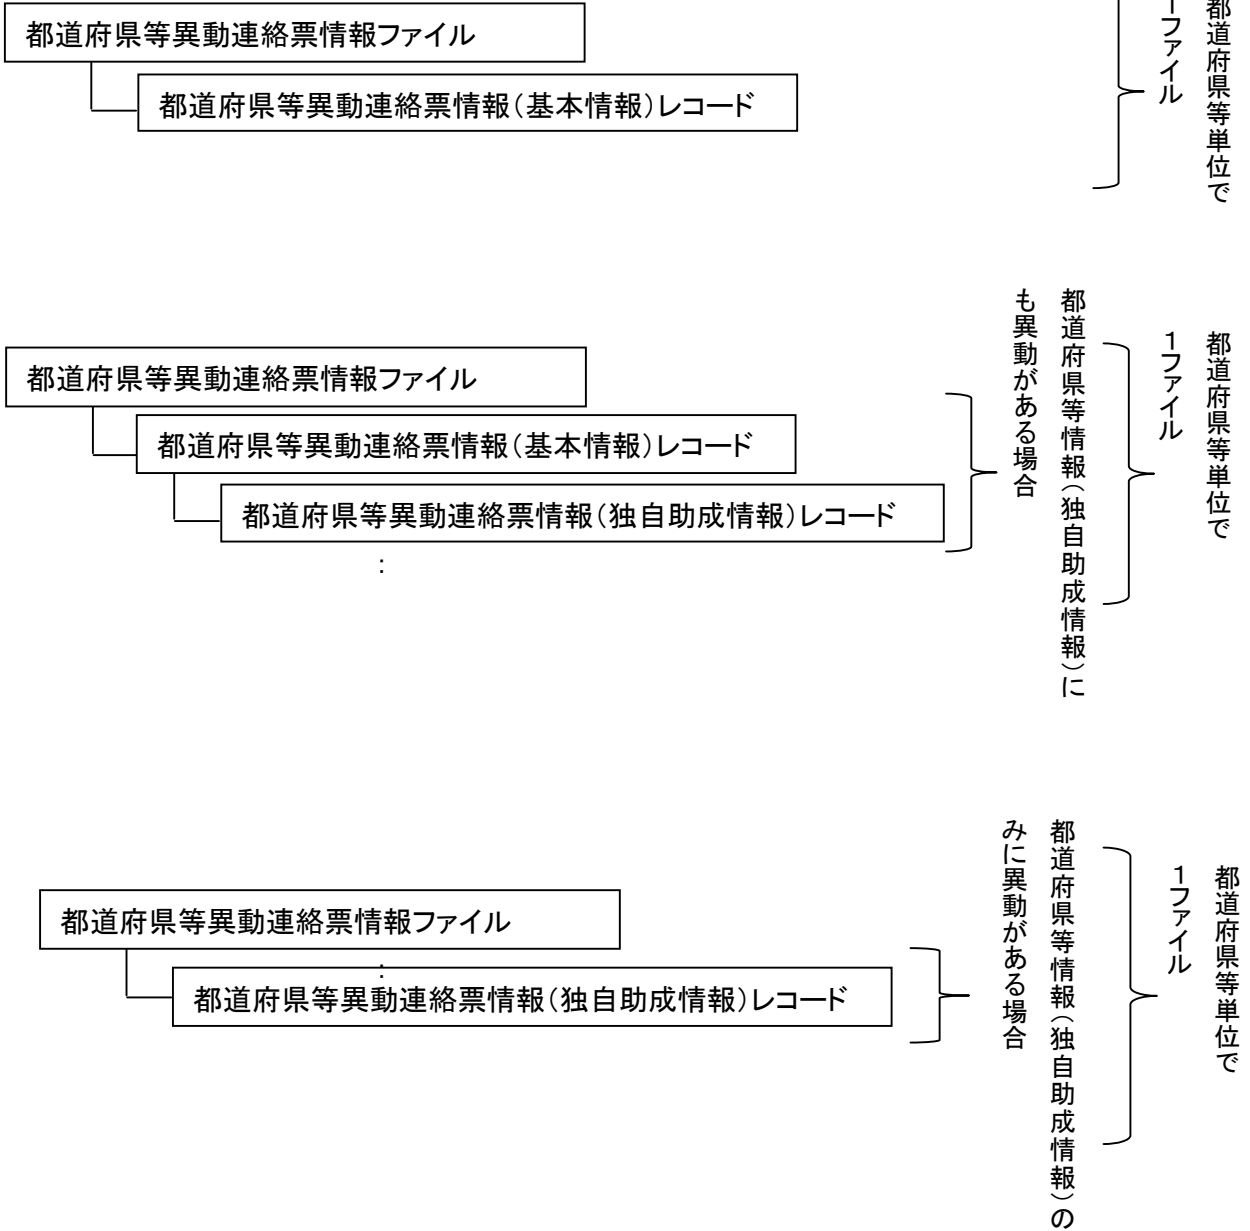 都道府県等異動連絡票情報ファイル
都道府県等異動連絡票情報（基本情報）レコード
都道府県等単位で
1ファイル
都道府県等異動連絡票情報ファイル
都道府県等異動連絡票情報（基本情報）レコード
都道府県等異動連絡票情報（独自助成情報）レコード
:
都道府県等情報（独自助成情報）に
も異動がある場合
都道府県等単位で
1ファイル
都道府県等異動連絡票情報ファイル
:
都道府県等異動連絡票情報（独自助成情報）レコード
都道府県等情報（独自助成情報）の
みに異動がある場合
都道府県等単位で
1ファイル